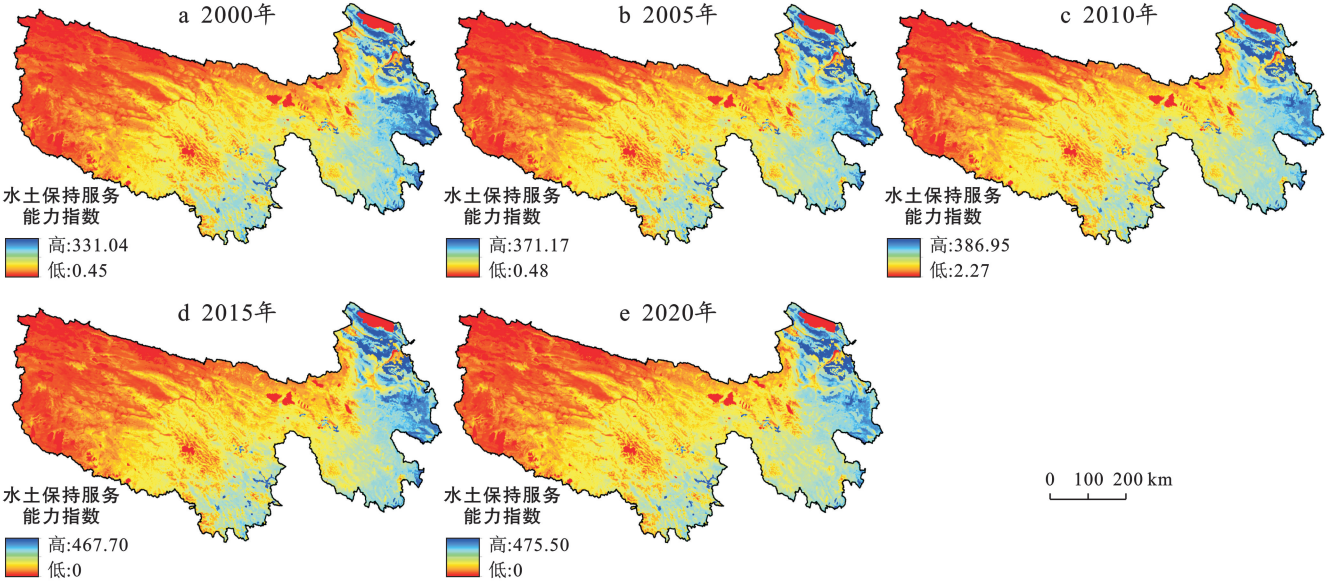 a 2000年
水土保持服务
能力指数
高:331.04
低:0.45
b 2005年
水土保持服务
能力指数
高:371.17
低:0.48
c 2010年
水土保持服务
能力指数
高:386.95
低:2.27
d 2015年
水土保持服务
能力指数
高:467.70
低:0
e 2020年
水土保持服务
能力指数
高:475.50
低:0
0 100 200 km